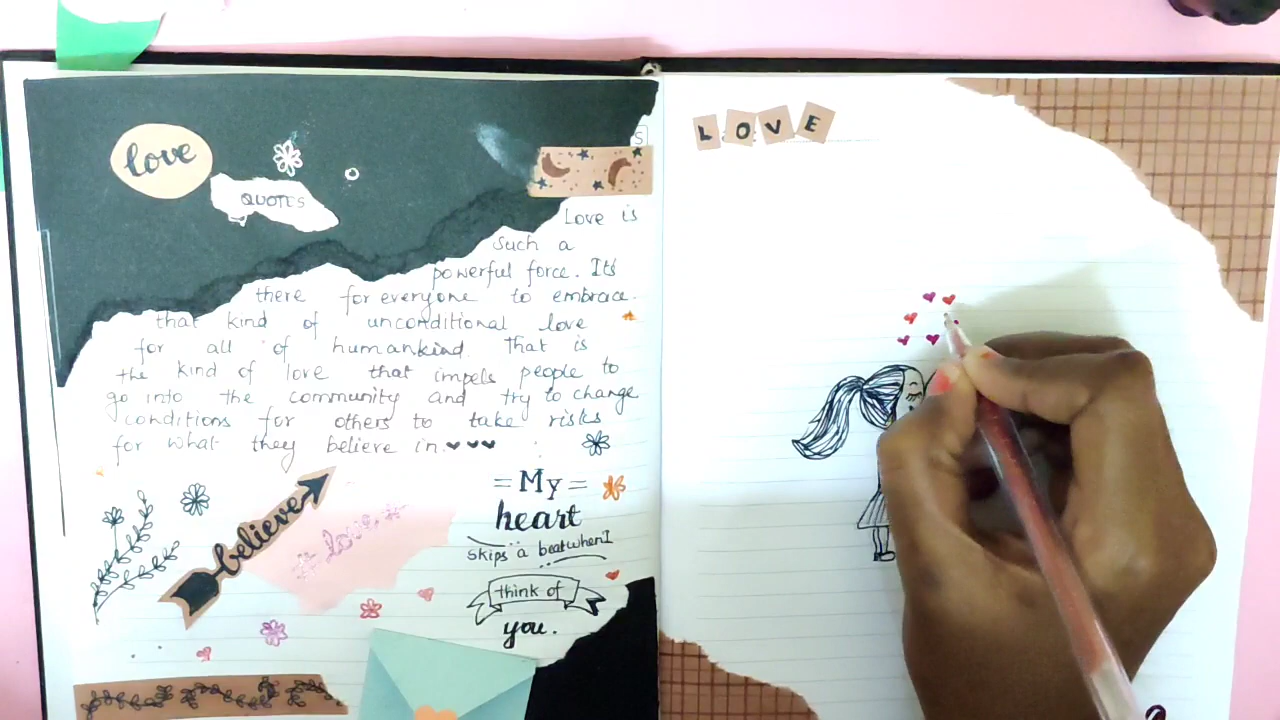 love
QUOTES
S
Love is
Such a
powerful force. It's
there for everyone to embrace.
that kind of unconditional love
for all of humankind. That is
the kind of love that impels people to
go into the community and try to change
conditions for others to take risks
for what they believe in.
believe
# love #
= My =
heart
skips a beat when I
think of
you.
LOVE